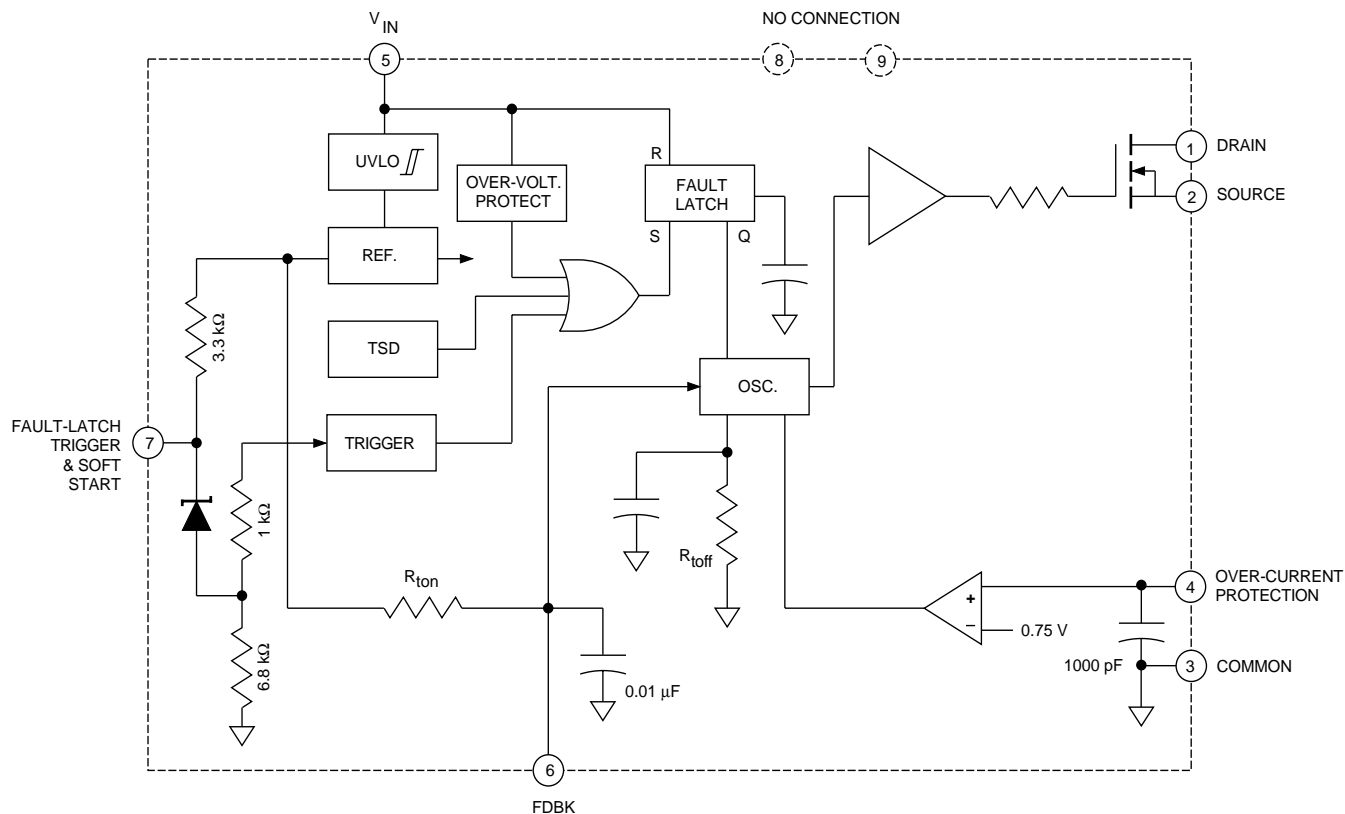 V IN
NO CONNECTION
5
8
9
UVLO
R
OVER-VOLT.
PROTECT
FAULT
LATCH
1
DRAIN
2
SOURCE
S
Q
REF.
3.3 kΩ
TSD
OSC.
FAULT-LATCH
TRIGGER
& SOFT
START
7
TRIGGER
1 kΩ
Rtoff
Rton
+
–
0.75 V
4
OVER-CURRENT
PROTECTION
6.8 kΩ
0.01 µF
1000 pF
3
COMMON
6
FDBK